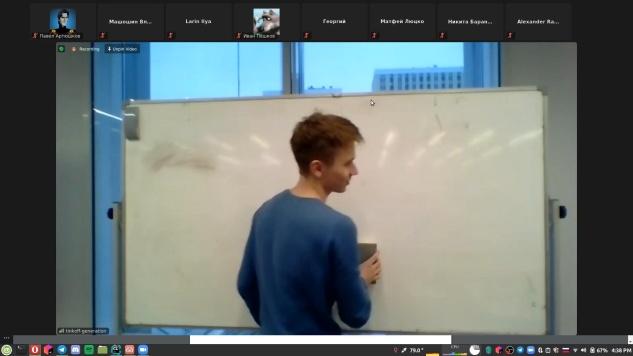 Машошин Вл...
Larin Ilya
Георгий
Матфей Люцко
Никита Баран...
Alexander Ra...
Павел Артюшков
Иван Пешков
Recording
Unpin Video
tinkoff-generation
79.0°
67%
4:38 PM